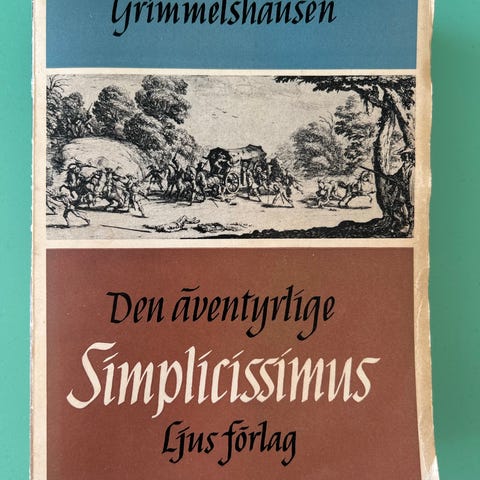 Grimmelshausen
Den äventyrlige
Simplicissimus
Ljus förlag